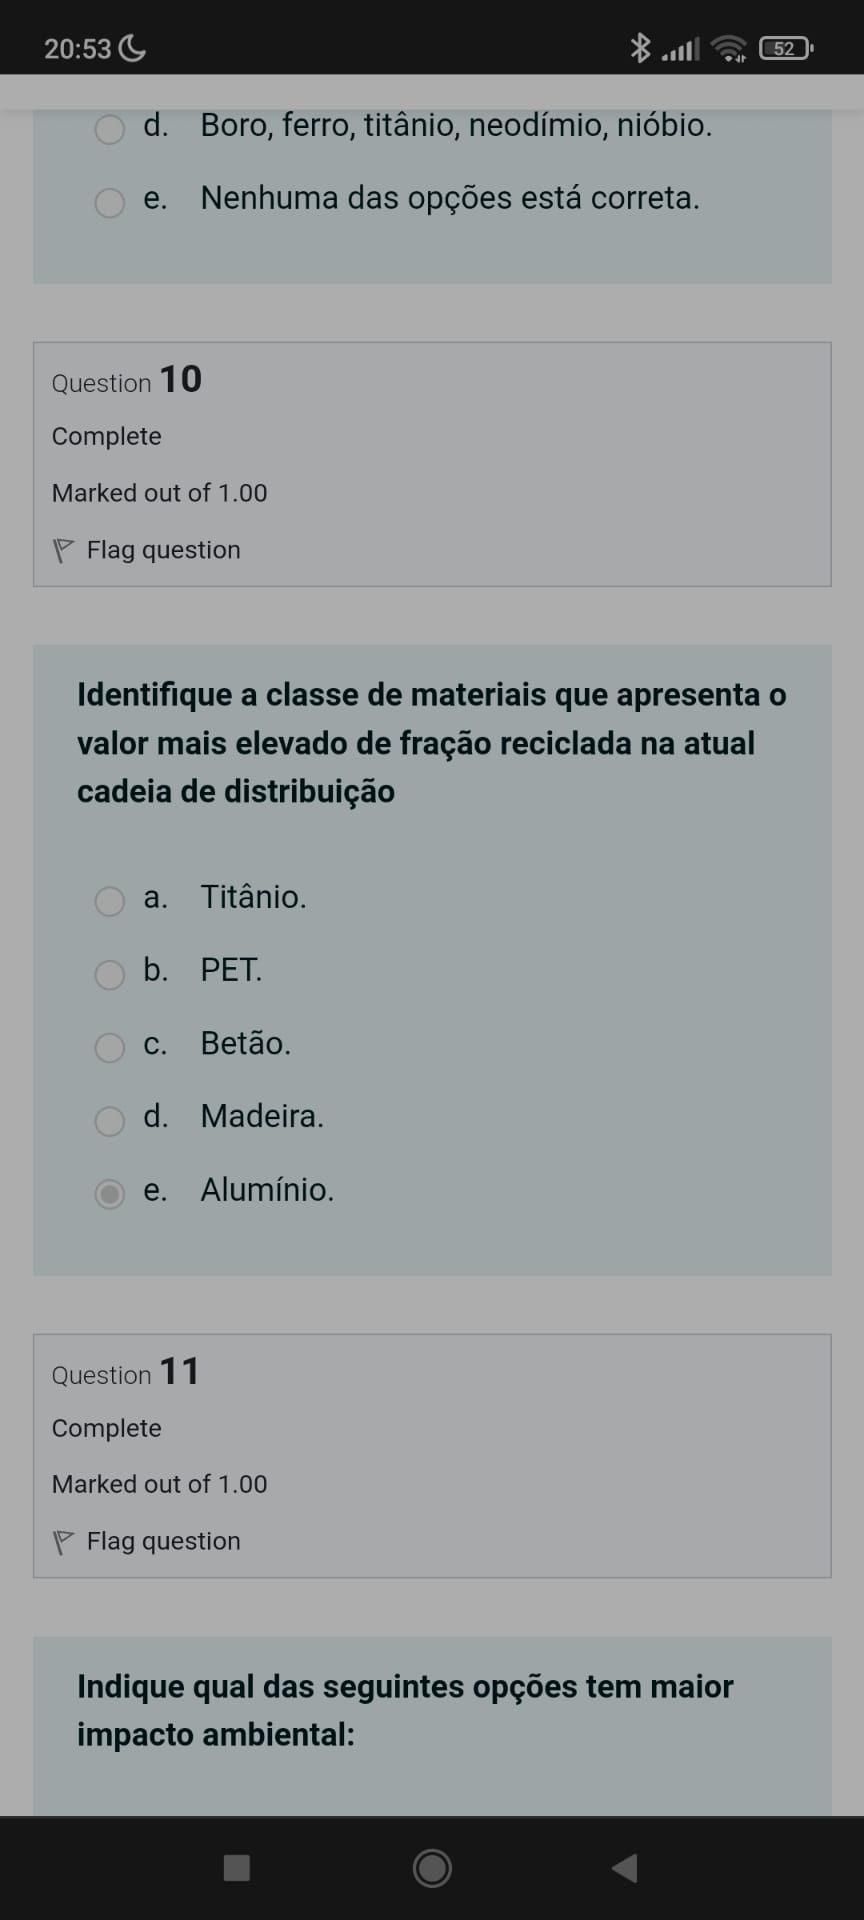 20:53
52
d. Boro, ferro, titânio, neodímio, nióbio.
e. Nenhuma das opções está correta.
Question 10
Complete
Marked out of 1.00
Flag question
Identifique a classe de materiais que apresenta o
valor mais elevado de fração reciclada na atual
cadeia de distribuição
a. Titânio.
b. PET.
c. Betão.
d. Madeira.
e. Alumínio.
Question 11
Complete
Marked out of 1.00
Flag question
Indique qual das seguintes opções tem maior
impacto ambiental: